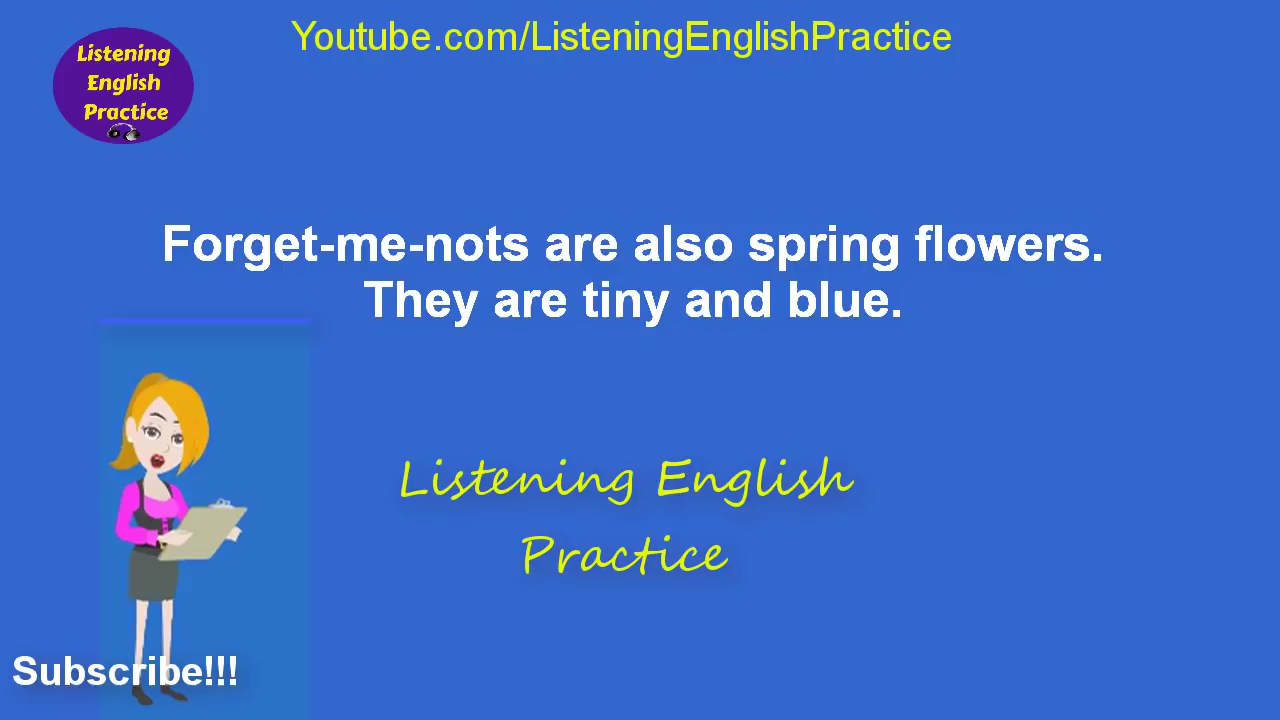 Youtube.com/ListeningEnglishPractice
Listening
English
Practice
Forget-me-nots are also spring flowers.
They are tiny and blue.
Listening English
Practice
Subscribe!!!